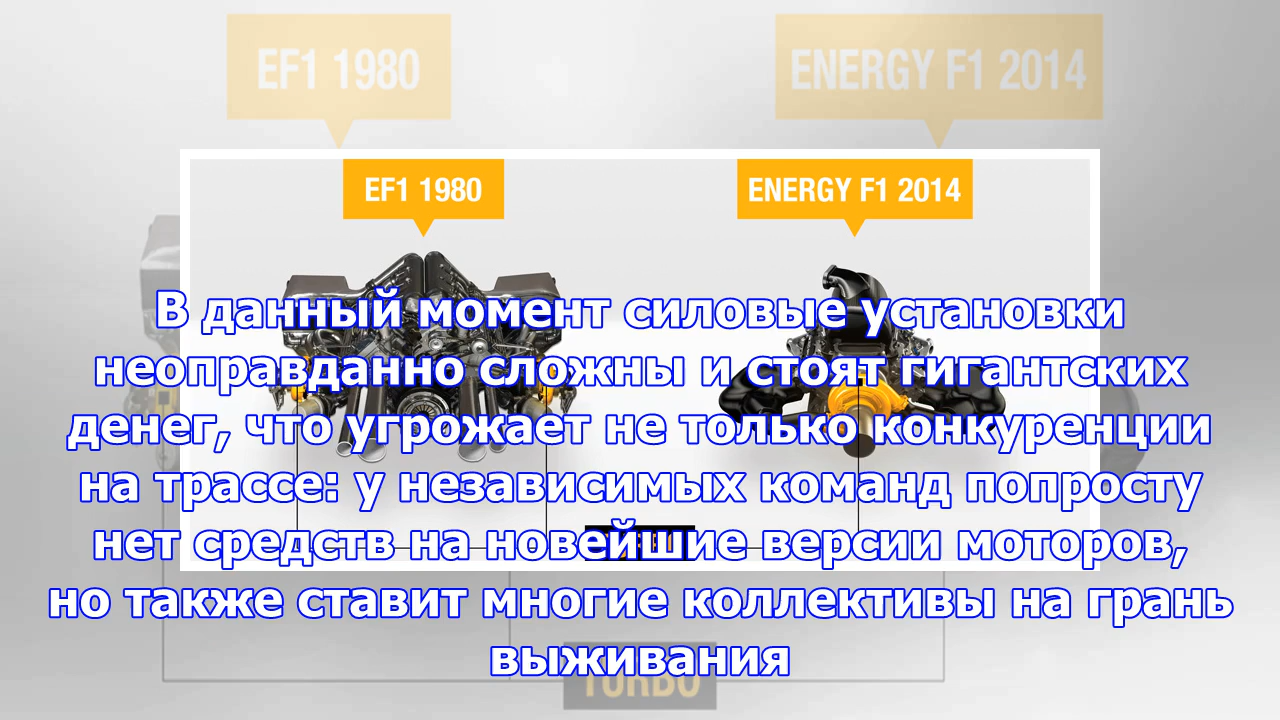 EF1 1980
ENERGY F1 2014
EF1 1980
ENERGY F1 2014
В данный момент силовые установки
неоправданно сложны и стоят гигантских
денег, что угрожает не только конкуренции
на трассе: у независимых команд попросту
нет средств на новейшие версии моторов,
но также ставит многие коллективы на грань
выживания
TURBO